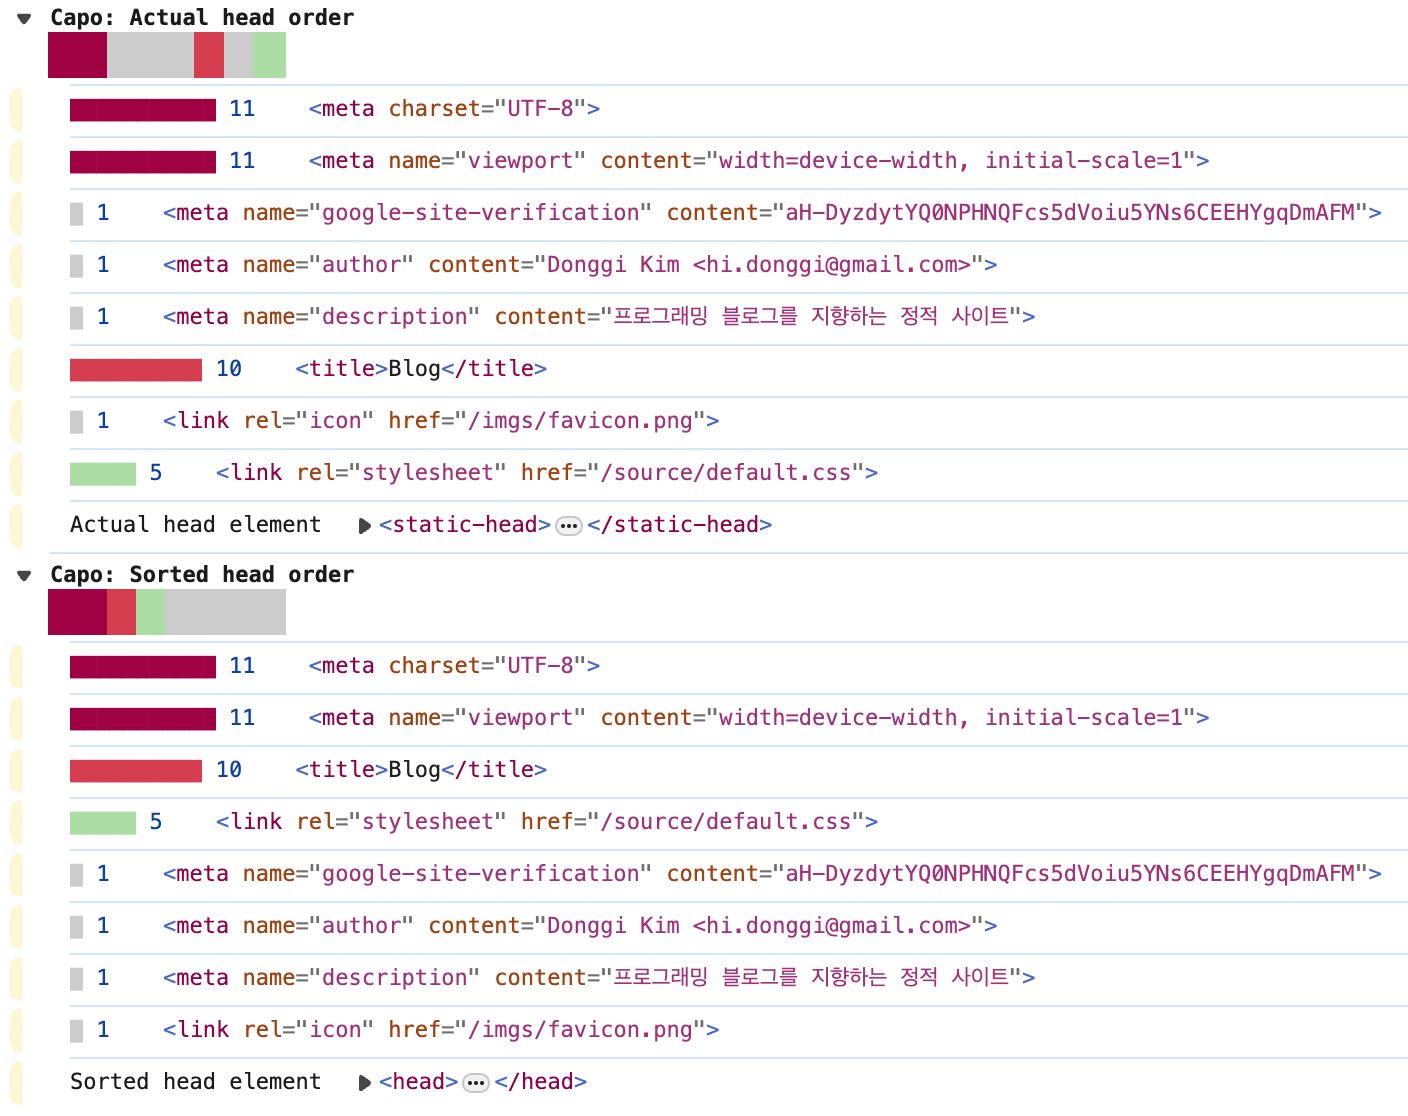 Capo: Actual head order
11 <meta charset="UTF-8">
11 <meta name="viewport" content="width=device-width, initial-scale=1">
1 <meta name="google-site-verification" content="aH-DyzdytYQ0NPHNQFcs5dVoiu5YNs6CEEHYgqDmAFM">
1 <meta name="author" content="Donggi Kim <hi.donggi@gmail.com>">
1 <meta name="description" content="프로그래밍 블로그를 지향하는 정적 사이트">
10 <title>Blog</title>
1 <link rel="icon" href="/imgs/favicon.png">
5 <link rel="stylesheet" href="/source/default.css">
Actual head element ▶ <static-head>…</static-head>
Capo: Sorted head order
11 <meta charset="UTF-8">
11 <meta name="viewport" content="width=device-width, initial-scale=1">
10 <title>Blog</title>
5 <link rel="stylesheet" href="/source/default.css">
1 <meta name="google-site-verification" content="aH-DyzdytYQ0NPHNQFcs5dVoiu5YNs6CEEHYgqDmAFM">
1 <meta name="author" content="Donggi Kim <hi.donggi@gmail.com>">
1 <meta name="description" content="프로그래밍 블로그를 지향하는 정적 사이트">
1 <link rel="icon" href="/imgs/favicon.png">
Sorted head element ▶ <head>…</head>